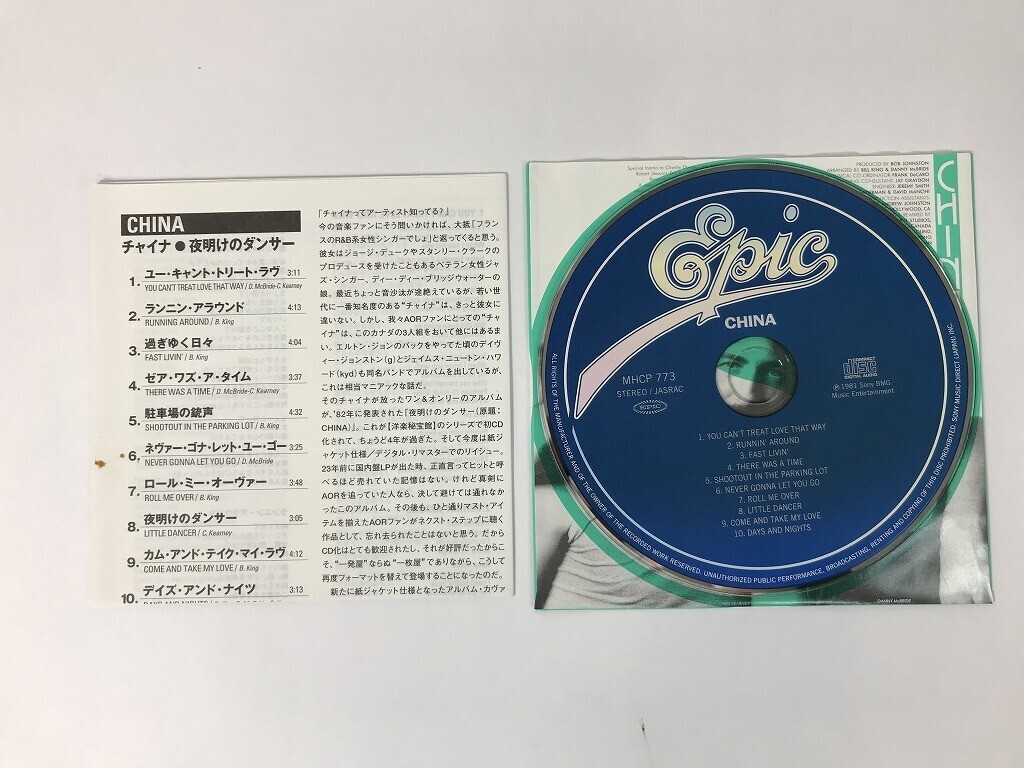 CHINA
チャイナ ● 夜明けのダンサー
1. ユー・キャント・トリート・ラヴ 3:11
YOU CAN'T TREAT LOVE THAT WAY / D. McBride-C. Kearney
2. ランニン・アラウンド 4:13
RUNNING AROUND / B. King
3. 過ぎゆく日々 4:04
FAST LIVIN' / B. King
4. ゼア・ワズ・ア・タイム 3:37
THERE WAS A TIME / D. McBride-C. Kearney
5. 駐車場の銃声 4:32
SHOOTOUT IN THE PARKING LOT / B. King
6. ネヴァー・ゴナ・レット・ユー・ゴー 3:25
NEVER GONNA LET YOU GO / D. McBride
7. ロール・ミー・オーヴァー 3:48
ROLL ME OVER / B. King
8. 夜明けのダンサー 3:05
LITTLE DANCER / C. Kearney
9. カム・アンド・テイク・マイ・ラヴ 4:12
COME AND TAKE MY LOVE / B. King
10. デイズ・アンド・ナイツ 3:13
DAYS AND NIGHTS
「チャイナってアーティスト知ってる?」
今の音楽ファンにそう問いかければ、大抵「フラン
スのR&B系女性シンガーでしょ」と返ってくると思う。
彼女はジョージ・デュークやスタンリー・クラークの
プロデュースを受けたこともあるベテラン女性ジャ
ズ・シンガー、ディー・ディー・ブリッジウォーターの
娘。最近ちょっと音沙汰が途絶えているが、若い世
代に一番知名度のある“チャイナ”は、きっと彼女に
違いない。しかし、我々AORファンにとっての“チャ
イナ”は、このカナダの3人組をおいて他にはあるま
い。エルトン・ジョンのバックをやってた頃のデイヴ
ィー・ジョンストン(g)とジェイムス・ニュートン・ハワ
ード(kyd)も同名バンドでアルバムを出しているが、
これは相当マニアックな話だ。
そのチャイナが放ったワン&オンリーのアルバム
が、'82年に発表された『夜明けのダンサー(原題:
CHINA)』。これが【洋楽秘宝館】のシリーズで初CD
化されて、ちょうど4年が過ぎた。そして今度は紙ジ
ャケット仕様/デジタル・リマスターでのリイシュー。
23年前に国内盤LPが出た時、正直言ってヒットと呼
べるほど売れていた記憶はない。けれど真剣に
AORを追っていた人なら、決して避けては通れなか
ったこのアルバム。その後も、ひと通りマスト・アイ
テムを揃えたAORファンがネクスト・ステップに聴く
作品として、忘れ去られたことはないと思う。だから
CD化はとても歓迎されたし、それが好評だったからこ
そ、“一発屋”ならぬ“一枚屋”でありながら、こうして
再度フォーマットを替えて登場することになったのだ。
新たに紙ジャケット仕様となったアルバム・カヴァ
Epic
CHINA
MHCP 773
STEREO / JASRAC
EPIC
COMPACT
disc
DIGITAL AUDIO
℗ 1981 Sony BMG
Music Entertainment
1. YOU CAN'T TREAT LOVE THAT WAY
2. RUNNIN' AROUND
3. FAST LIVIN'
4. THERE WAS A TIME
5. SHOOTOUT IN THE PARKING LOT
6. NEVER GONNA LET YOU GO
7. ROLL ME OVER
8. LITTLE DANCER
9. COME AND TAKE MY LOVE
10. DAYS AND NIGHTS
ALL RIGHTS OF THE MANUFACTURER AND OF THE OWNER OF THE RECORDED WORK RESERVED. UNAUTHORIZED PUBLIC PERFORMANCE, BROADCASTING, RENTING AND COPYING OF THIS DISC PROHIBITED. SONY MUSIC DIRECT (JAPAN) INC.
PRODUCED BY BOB JOHNSTON
ARRANGED BY BILL KING & DANNY McBRIDE
CO ORDINATOR FRANK DeCARO
CONSULTANT JAY GRAYDON
ENGINEER JEREMY SMITH
& DAVID MANCINI
ASSISTANTS:
ANDREW JOHNSTON
HOLLYWOOD, CA
STUDIOS,
CANADA
DANNY McBRIDE